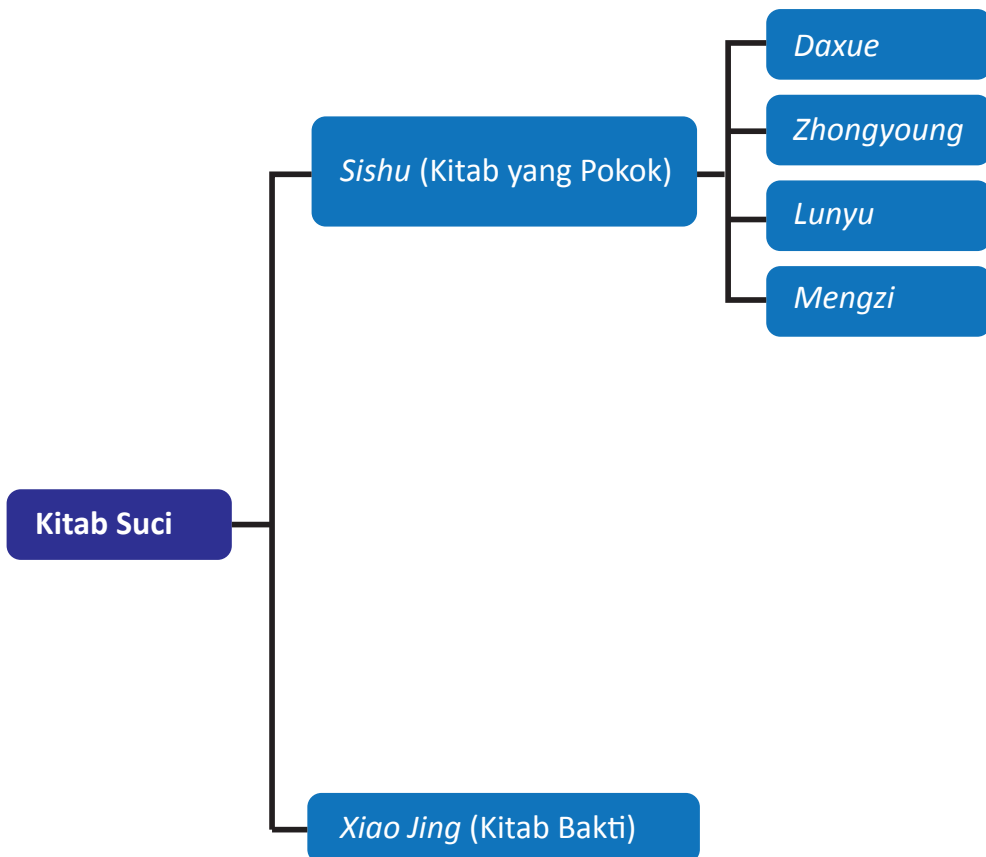 Kitab Suci
Sishu (Kitab yang Pokok)
Daxue
Zhongyoung
Lunyu
Mengzi
Xiao Jing (Kitab Bakti)